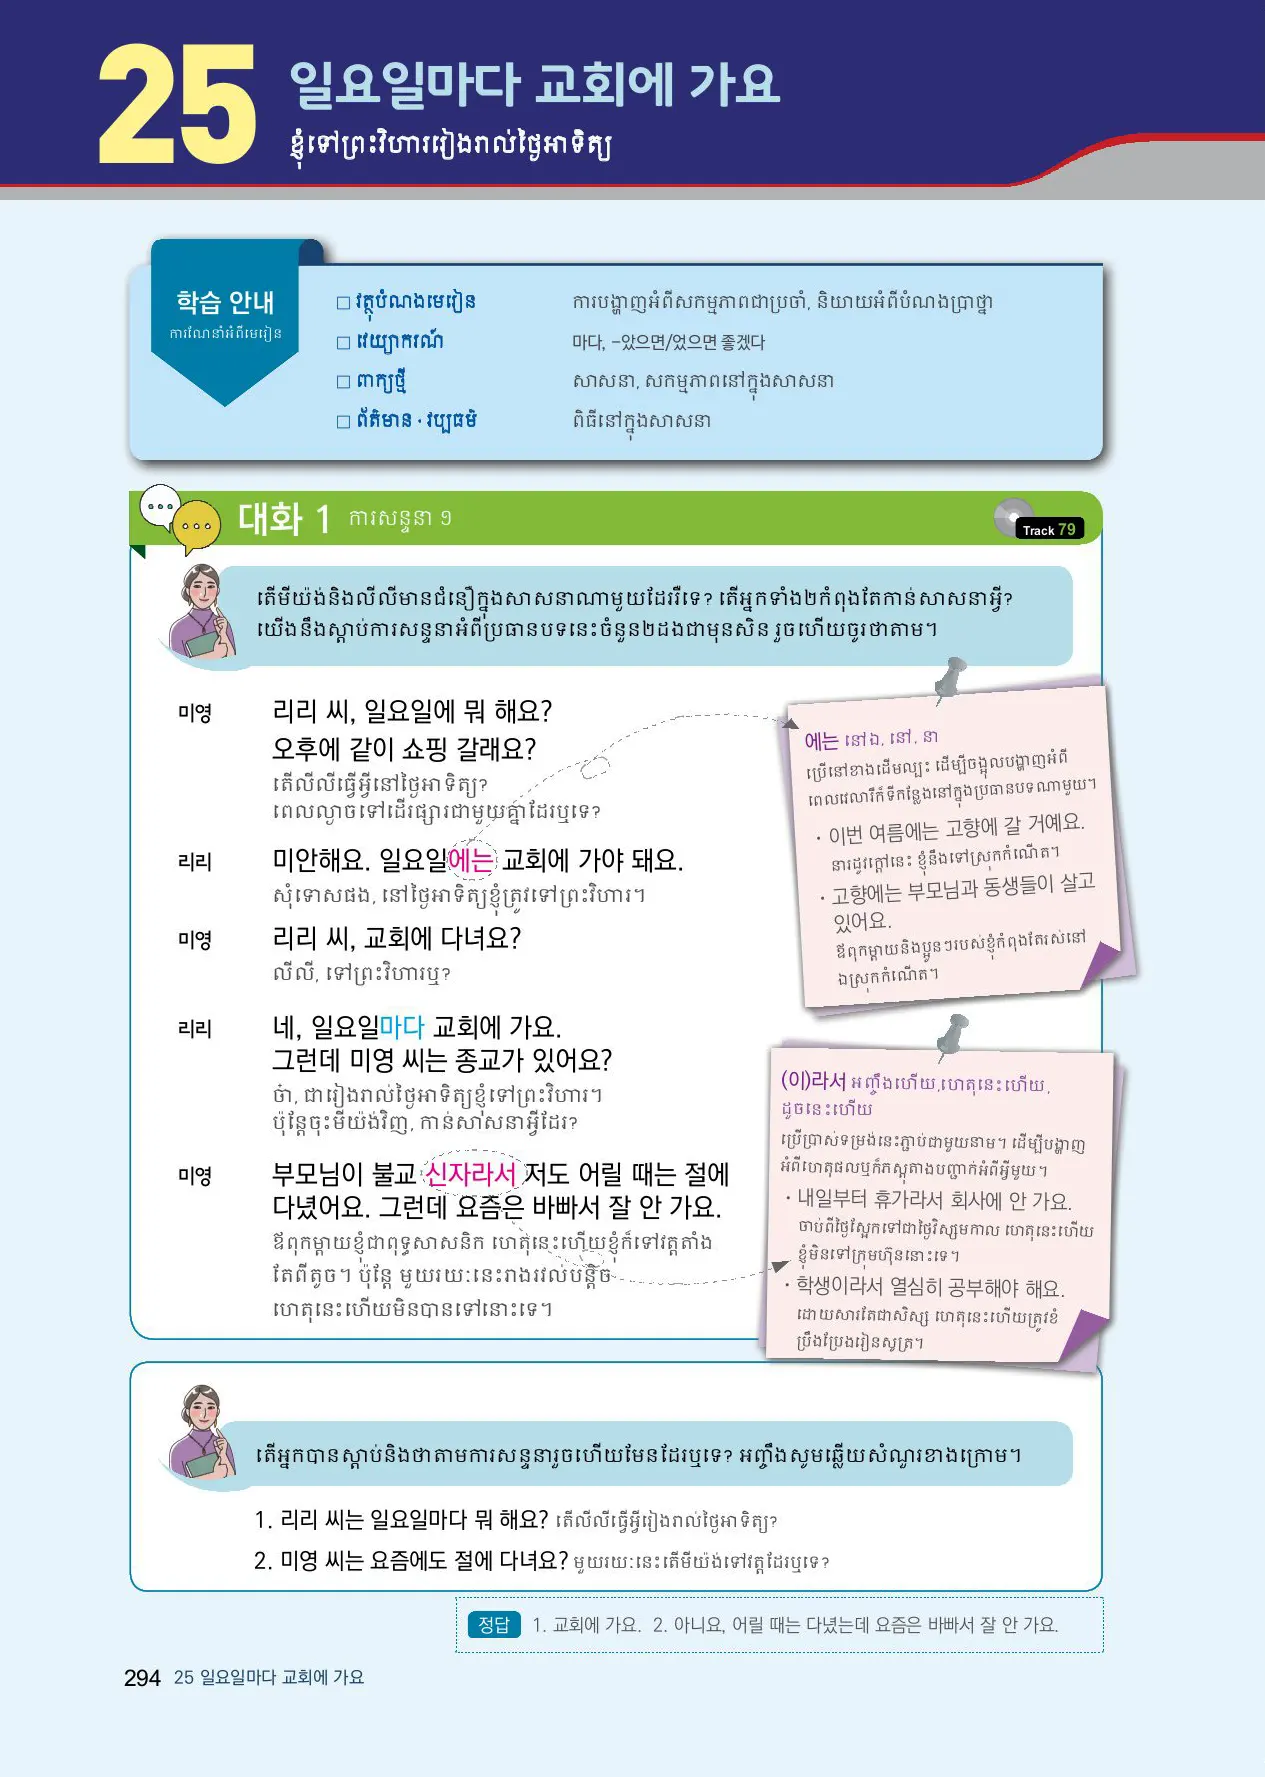 25
일요일마다 교회에 가요
ខ្ញុំទៅព្រះវិហាររៀងរាល់ថ្ងៃអាទិត្យ
학습 안내
ការណែនាំអំពីមេរៀន
□ វត្ថុបំណងមេរៀន ការបង្ហាញអំពីសកម្មភាពជាប្រចាំ, និយាយអំពីបំណងប្រាថ្នា
□ វេយ្យាករណ៍ 마다, -았으면/었으면 좋겠다
□ ពាក្យថ្មី សាសនា, សកម្មភាពនៅក្នុងសាសនា
□ ព័ត៌មាន · វប្បធម៌ ពិធីនៅក្នុងសាសនា
대화 1 ការសន្ទនា ១
Track 79
តើមីយ៉ង់និងលីលីមានជំនឿក្នុងសាសនាណាមួយដែររឺទេ? តើអ្នកទាំង២កំពុងតែកាន់សាសនាអ្វី?
យើងនឹងស្តាប់ការសន្ទនាអំពីប្រធានបទនេះចំនួន២ដងជាមុនសិន រួចហើយចូរថាតាម។
미영 리리 씨, 일요일에 뭐 해요?
오후에 같이 쇼핑 갈래요?
តើលីលីធ្វើអ្វីនៅថ្ងៃអាទិត្យ?
ពេលល្ងាចទៅដើរផ្សារជាមួយគ្នាដែរឬទេ?
리리 미안해요. 일요일에는 교회에 가야 돼요.
សុំទោសផង, នៅថ្ងៃអាទិត្យខ្ញុំត្រូវទៅព្រះវិហារ។
미영 리리 씨, 교회에 다녀요?
លីលី, ទៅព្រះវិហារឬ?
리리 네, 일요일마다 교회에 가요.
그런데 미영 씨는 종교가 있어요?
ចា៎, ជារៀងរាល់ថ្ងៃអាទិត្យខ្ញុំទៅព្រះវិហារ។
ប៉ុន្តែចុះមីយ៉ង់វិញ, កាន់សាសនាអ្វីដែរ?
미영 부모님이 불교 신자라서 저도 어릴 때는 절에
다녔어요. 그런데 요즘은 바빠서 잘 안 가요.
ឪពុកម្តាយខ្ញុំជាពុទ្ធសាសនិក ហេតុនេះហើយខ្ញុំក៏ទៅវត្តតាំង
តែពីតូច។ ប៉ុន្តែ មួយរយៈនេះរាងរវល់បន្តិច
ហេតុនេះហើយមិនបានទៅនោះទេ។
에는 នៅឯ, នៅ, នា
ប្រើនៅខាងដើមល្បះ ដើម្បីចង្អុលបង្ហាញអំពី
ពេលវេលារឺក៏ទីកន្លែងនៅក្នុងប្រធានបទណាមួយ។
· 이번 여름에는 고향에 갈 거예요.
នារដូវក្តៅនេះ ខ្ញុំនឹងទៅស្រុកកំណើត។
· 고향에는 부모님과 동생들이 살고
있어요.
ឪពុកម្តាយនិងប្អូនៗរបស់ខ្ញុំកំពុងតែរស់នៅ
ឯស្រុកកំណើត។
(이)라서 អញ្ចឹងហើយ,ហេតុនេះហើយ,
ដូចនេះហើយ
ប្រើប្រាស់ទម្រង់នេះភ្ជាប់ជាមួយនាម។ ដើម្បីបង្ហាញ
អំពីហេតុផលឬក៏ភស្តុតាងបញ្ជាក់អំពីអ្វីមួយ។
· 내일부터 휴가라서 회사에 안 가요.
ចាប់ពីថ្ងៃស្អែកទៅជាថ្ងៃវិស្សមកាល ហេតុនេះហើយ
ខ្ញុំមិនទៅក្រុមហ៊ុននោះទេ។
· 학생이라서 열심히 공부해야 해요.
ដោយសារតែជាសិស្ស ហេតុនេះហើយត្រូវខំ
ប្រឹងប្រែងរៀនសូត្រ។
តើអ្នកបានស្តាប់និងថាតាមការសន្ទនារួចហើយមែនដែរឬទេ? អញ្ចឹងសូមឆ្លើយសំណួរខាងក្រោម។
1. 리리 씨는 일요일마다 뭐 해요? តើលីលីធ្វើអ្វីរៀងរាល់ថ្ងៃអាទិត្យ?
2. 미영 씨는 요즘에도 절에 다녀요? មួយរយៈនេះតើមីយ៉ង់ទៅវត្តដែរឬទេ?
정답 1. 교회에 가요. 2. 아니요, 어릴 때는 다녔는데 요즘은 바빠서 잘 안 가요.
294 25 일요일마다 교회에 가요